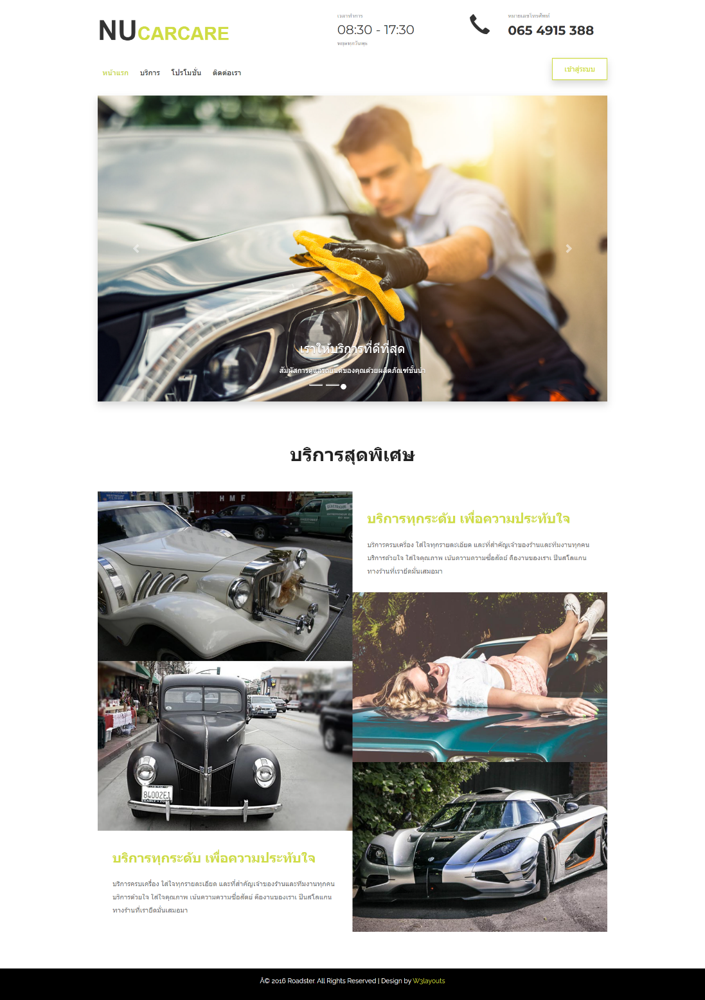 NUCARCARE
เวลาทำการ
08:30 - 17:30
หยุดทุกวันพุธ
หมายเลขโทรศัพท์
065 4915 388
หน้าแรก บริการ โปรโมชั่น ติดต่อเรา
เข้าสู่ระบบ
เราให้บริการที่ดีที่สุด
สัมผัสการดูแลรถยนต์ของคุณด้วยผลิตภัณฑ์ชั้นนำ
บริการสุดพิเศษ
HMF
บริการทุกระดับ เพื่อความประทับใจ
บริการครบเครื่อง ใส่ใจทุกรายละเอียด และที่สำคัญเจ้าของร้านและทีมงานทุกคน
บริการด้วยใจ ใส่ใจคุณภาพ เน้นความความซื่อสัตย์ คืองานของเราเ ป็นสโลแกน
ทางร้านที่เรายึดมั่นเสมอมา
84002E1
บริการทุกระดับ เพื่อความประทับใจ
บริการครบเครื่อง ใส่ใจทุกรายละเอียด และที่สำคัญเจ้าของร้านและทีมงานทุกคน
บริการด้วยใจ ใส่ใจคุณภาพ เน้นความความซื่อสัตย์ คืองานของเราเ ป็นสโลแกน
ทางร้านที่เรายึดมั่นเสมอมา
Â© 2016 Roadster. All Rights Reserved | Design by W3layouts